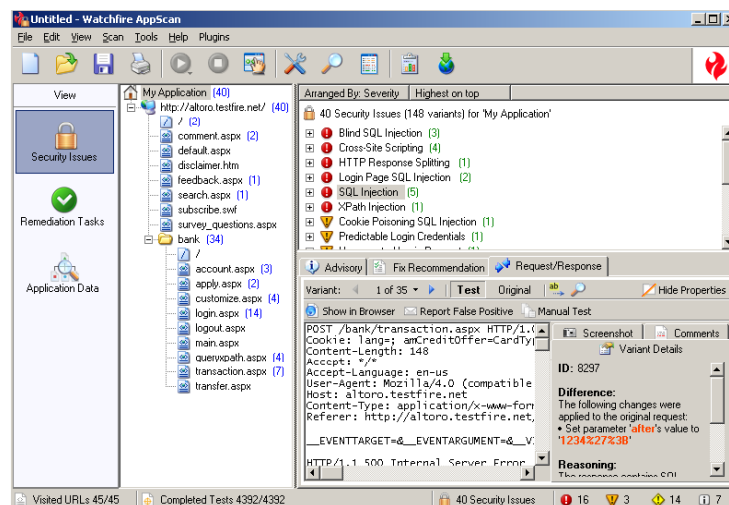 Untitled - Watchfire AppScan
File Edit View Scan Tools Help Plugins
View
Security Issues
Remediation Tasks
Application Data
My Application (40)
http://altoro.testfire.net/ (40)
/ (2)
comment.aspx (2)
default.aspx
disclaimer.htm
feedback.aspx (1)
search.aspx (1)
subscribe.swf
survey_questions.aspx
bank (34)
/
account.aspx (3)
apply.aspx (2)
customize.aspx (4)
login.aspx (14)
logout.aspx
main.aspx
queryxpath.aspx (4)
transaction.aspx (7)
transfer.aspx
Arranged By: Severity Highest on top
40 Security Issues (148 variants) for 'My Application'
Blind SQL Injection (3)
Cross-Site Scripting (4)
HTTP Response Splitting (1)
Login Page SQL Injection (2)
SQL Injection (5)
XPath Injection (1)
Cookie Poisoning SQL Injection (1)
Predictable Login Credentials (1)
Advisory Fix Recommendation Request/Response
Variant: 1 of 35 Test Original ab Hide Properties
Show in Browser Report False Positive Manual Test
POST /bank/transaction.aspx HTTP/1.
Cookie: lang=; amCreditOffer=CardTy
Content-Length: 148
Accept: */*
Accept-Language: en-us
User-Agent: Mozilla/4.0 (compatible
Host: altoro.testfire.net
Content-Type: application/x-www-for
Referer: http://altoro.testfire.net
__EVENTTARGET=&__EVENTARGUMENT=&__V
HTTP/1.1 500 Internal Server Error
Screenshot Comments
Variant Details
ID: 8297
Difference:
The following changes were
applied to the original request:
• Set parameter 'after's value to
'1234%27%3B'
Reasoning:
The response contains SQL
Visited URLs 45/45 Completed Tests 4392/4392 40 Security Issues 16 3 14 7